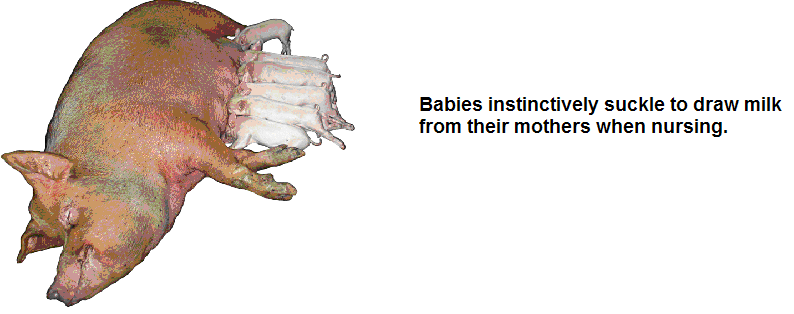 Babies instinctively suckle to draw milk
from their mothers when nursing.